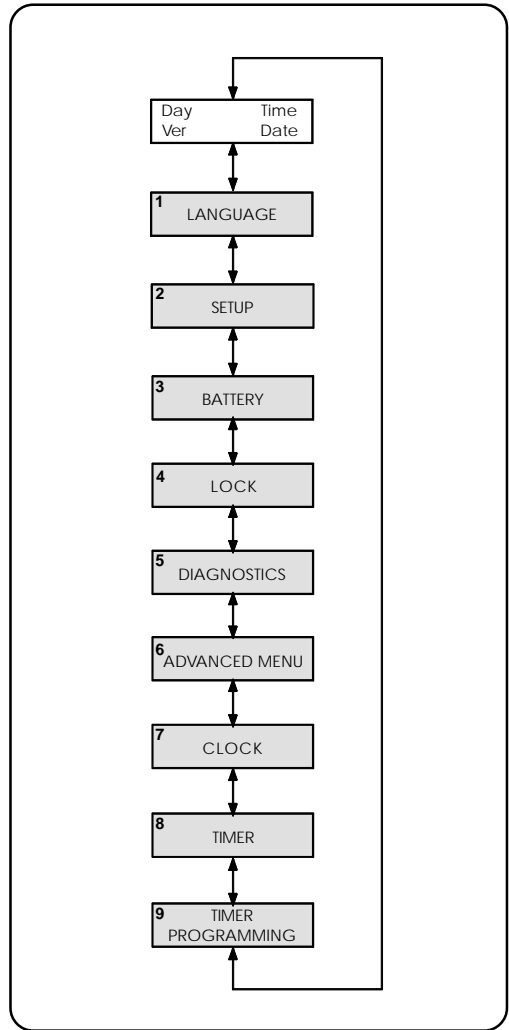 Day Time
Ver Date
1
LANGUAGE
2
SETUP
3
BATTERY
4
LOCK
5
DIAGNOSTICS
6
ADVANCED MENU
7
CLOCK
8
TIMER
9
TIMER
PROGRAMMING